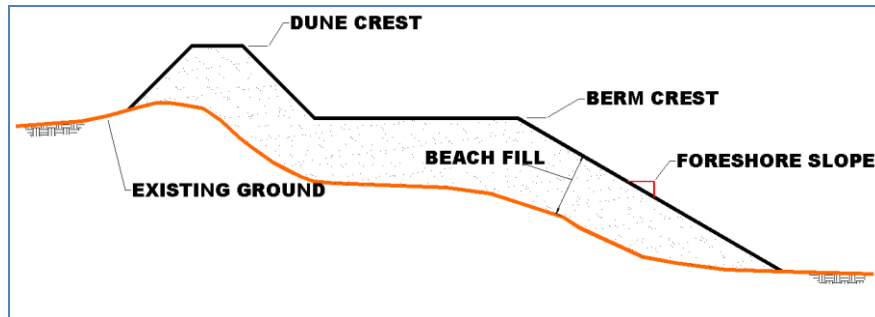 DUNE CREST
BERM CREST
BEACH FILL
FORESHORE SLOPE
EXISTING GROUND